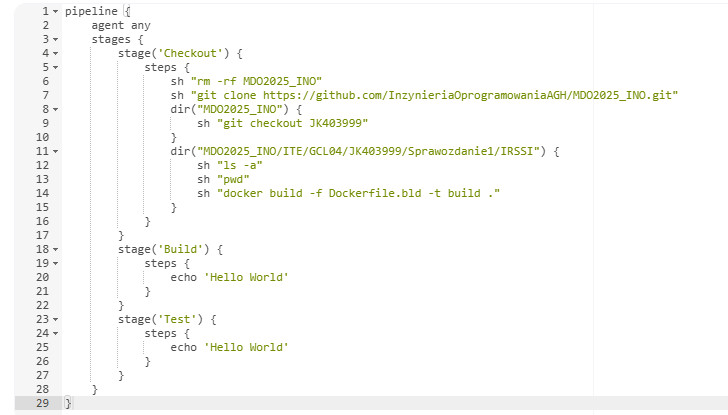 1 pipeline {
2     agent any
3     stages {
4         stage('Checkout') {
5             steps {
6                 sh "rm -rf MDO2025_INO"
7                 sh "git clone https://github.com/InzynieriaOprogramowaniaAGH/MDO2025_INO.git"
8                 dir("MDO2025_INO") {
9                     sh "git checkout JK403999"
10                 }
11                 dir("MDO2025_INO/ITE/GCL04/JK403999/Sprawozdanie1/IRSSI") {
12                     sh "ls -a"
13                     sh "pwd"
14                     sh "docker build -f Dockerfile.bld -t build ."
15                 }
16             }
17         }
18         stage('Build') {
19             steps {
20                 echo 'Hello World'
21             }
22         }
23         stage('Test') {
24             steps {
25                 echo 'Hello World'
26             }
27         }
28     }
29 }